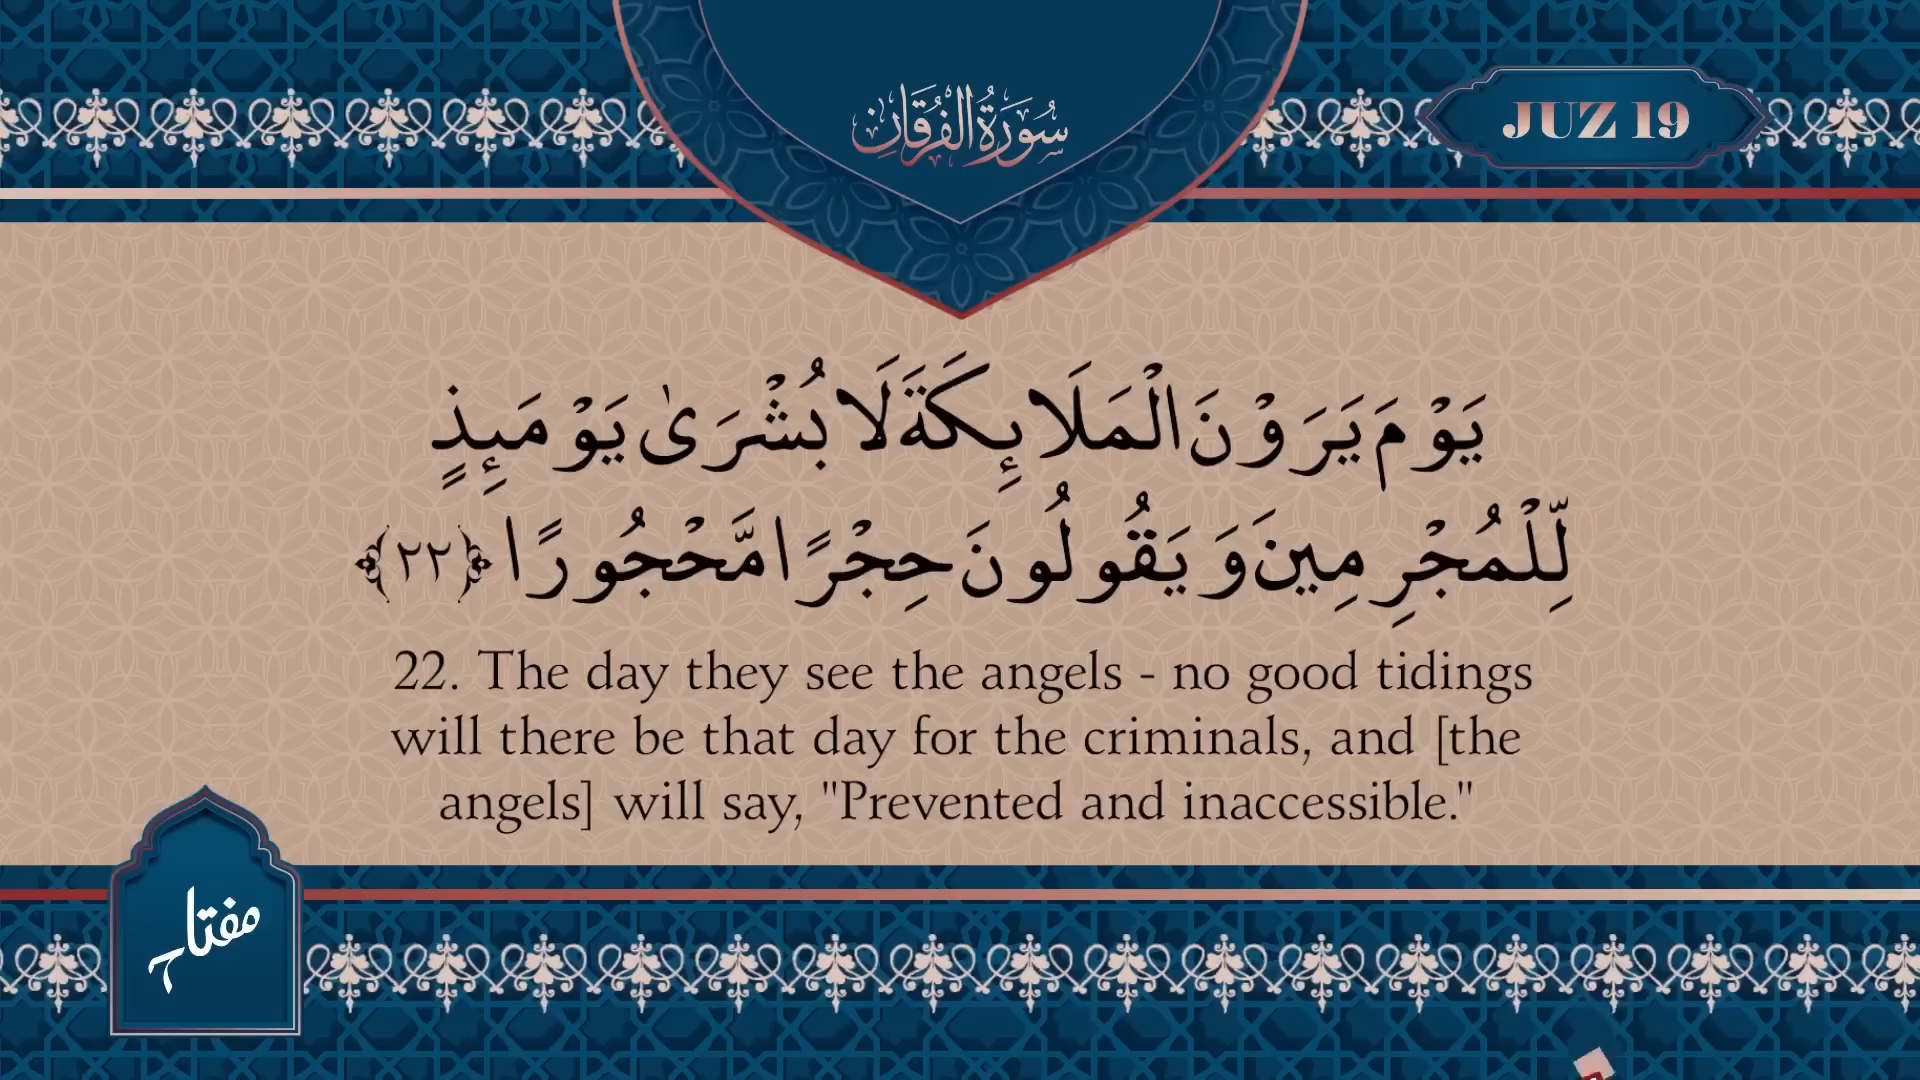 سُورَةُ الفُرْقَانِ
JUZ 19
يَوْمَ يَرَوْنَ الْمَلَائِكَةَ لَا بُشْرَىٰ يَوْمَئِذٍ
لِّلْمُجْرِمِينَ وَيَقُولُونَ حِجْرًا مَّحْجُورًا ﴿٢٢﴾
22. The day they see the angels - no good tidings
will there be that day for the criminals, and [the
angels] will say, "Prevented and inaccessible."
مفتاح